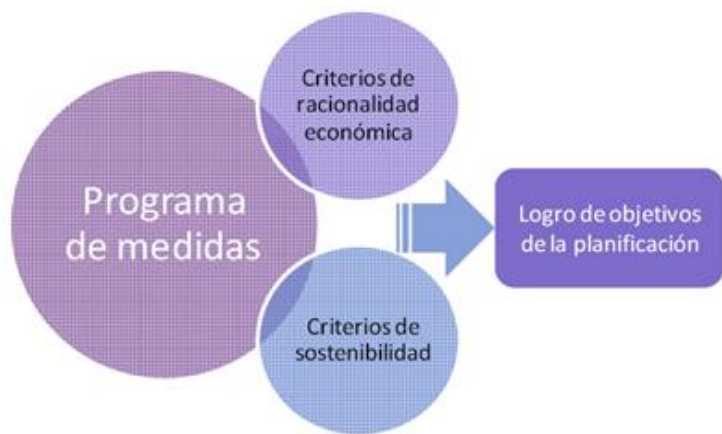 Criterios de
racionalidad
económica
Programa
de medidas
Logro de objetivos
de la planificación
Criterios de
sostenibilidad